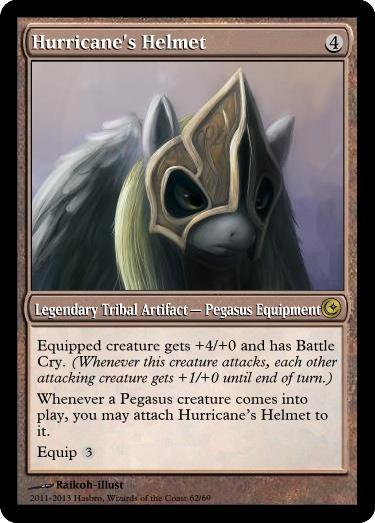 Hurricane's Helmet 4
Legendary Tribal Artifact — Pegasus Equipment
Equipped creature gets +4/+0 and has Battle
Cry. (Whenever this creature attacks, each other
attacking creature gets +1/+0 until end of turn.)
Whenever a Pegasus creature comes into
play, you may attach Hurricane's Helmet to
it.
Equip 3
Raikoh-illust
2011-2013 Hasbro, Wizards of the Coast 62/69